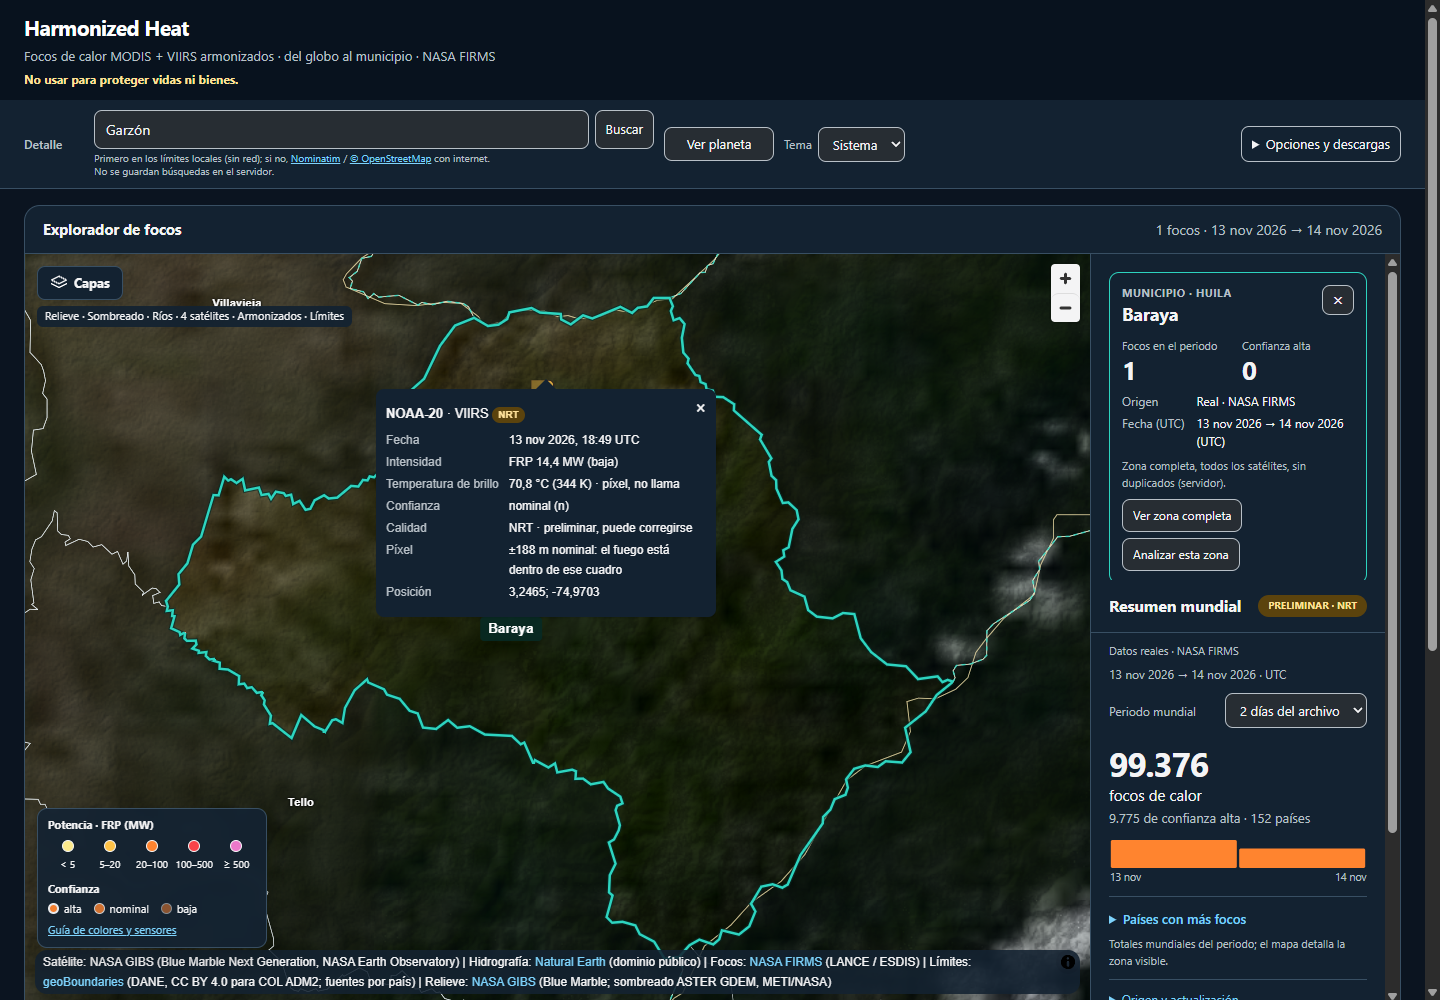 Harmonized Heat
Focos de calor MODIS + VIIRS armonizados · del globo al municipio · NASA FIRMS
No usar para proteger vidas ni bienes.
Detalle
Garzón
Buscar
Ver planeta
Tema
Sistema
▶ Opciones y descargas
Primero en los límites locales (sin red); si no, Nominatim / © OpenStreetMap con internet.
No se guardan búsquedas en el servidor.
Explorador de focos
1 focos · 13 nov 2026 → 14 nov 2026
Capas
Villavieja
Relieve · Sombreado · Ríos · 4 satélites · Armonizados · Límites
+
−
NOAA-20 · VIIRS NRT
×
Fecha 13 nov 2026, 18:49 UTC
Intensidad FRP 14,4 MW (baja)
Temperatura de brillo 70,8 °C (344 K) · píxel, no llama
Confianza nominal (n)
Calidad NRT · preliminar, puede corregirse
Píxel ±188 m nominal: el fuego está
dentro de ese cuadro
Posición 3,2465; -74,9703
Baraya
Tello
Potencia · FRP (MW)
< 5 5–20 20–100 100–500 ≥ 500
Confianza
alta nominal baja
Guía de colores y sensores
Satélite: NASA GIBS (Blue Marble Next Generation, NASA Earth Observatory) | Hidrografía: Natural Earth (dominio público) | Focos: NASA FIRMS (LANCE / ESDIS) | Límites:
geoBoundaries (DANE, CC BY 4.0 para COL ADM2; fuentes por país) | Relieve: NASA GIBS (Blue Marble; sombreado ASTER GDEM, METI/NASA)
MUNICIPIO · HUILA
Baraya
×
Focos en el periodo Confianza alta
1 0
Origen Real · NASA FIRMS
Fecha (UTC) 13 nov 2026 → 14 nov 2026
(UTC)
Zona completa, todos los satélites, sin
duplicados (servidor).
Ver zona completa
Analizar esta zona
Resumen mundial PRELIMINAR · NRT
Datos reales · NASA FIRMS
13 nov 2026 → 14 nov 2026 · UTC
Periodo mundial 2 días del archivo
99.376
focos de calor
9.775 de confianza alta · 152 países
13 nov 14 nov
▶ Países con más focos
Totales mundiales del periodo; el mapa detalla la
zona visible.
▶ Origen y actualización